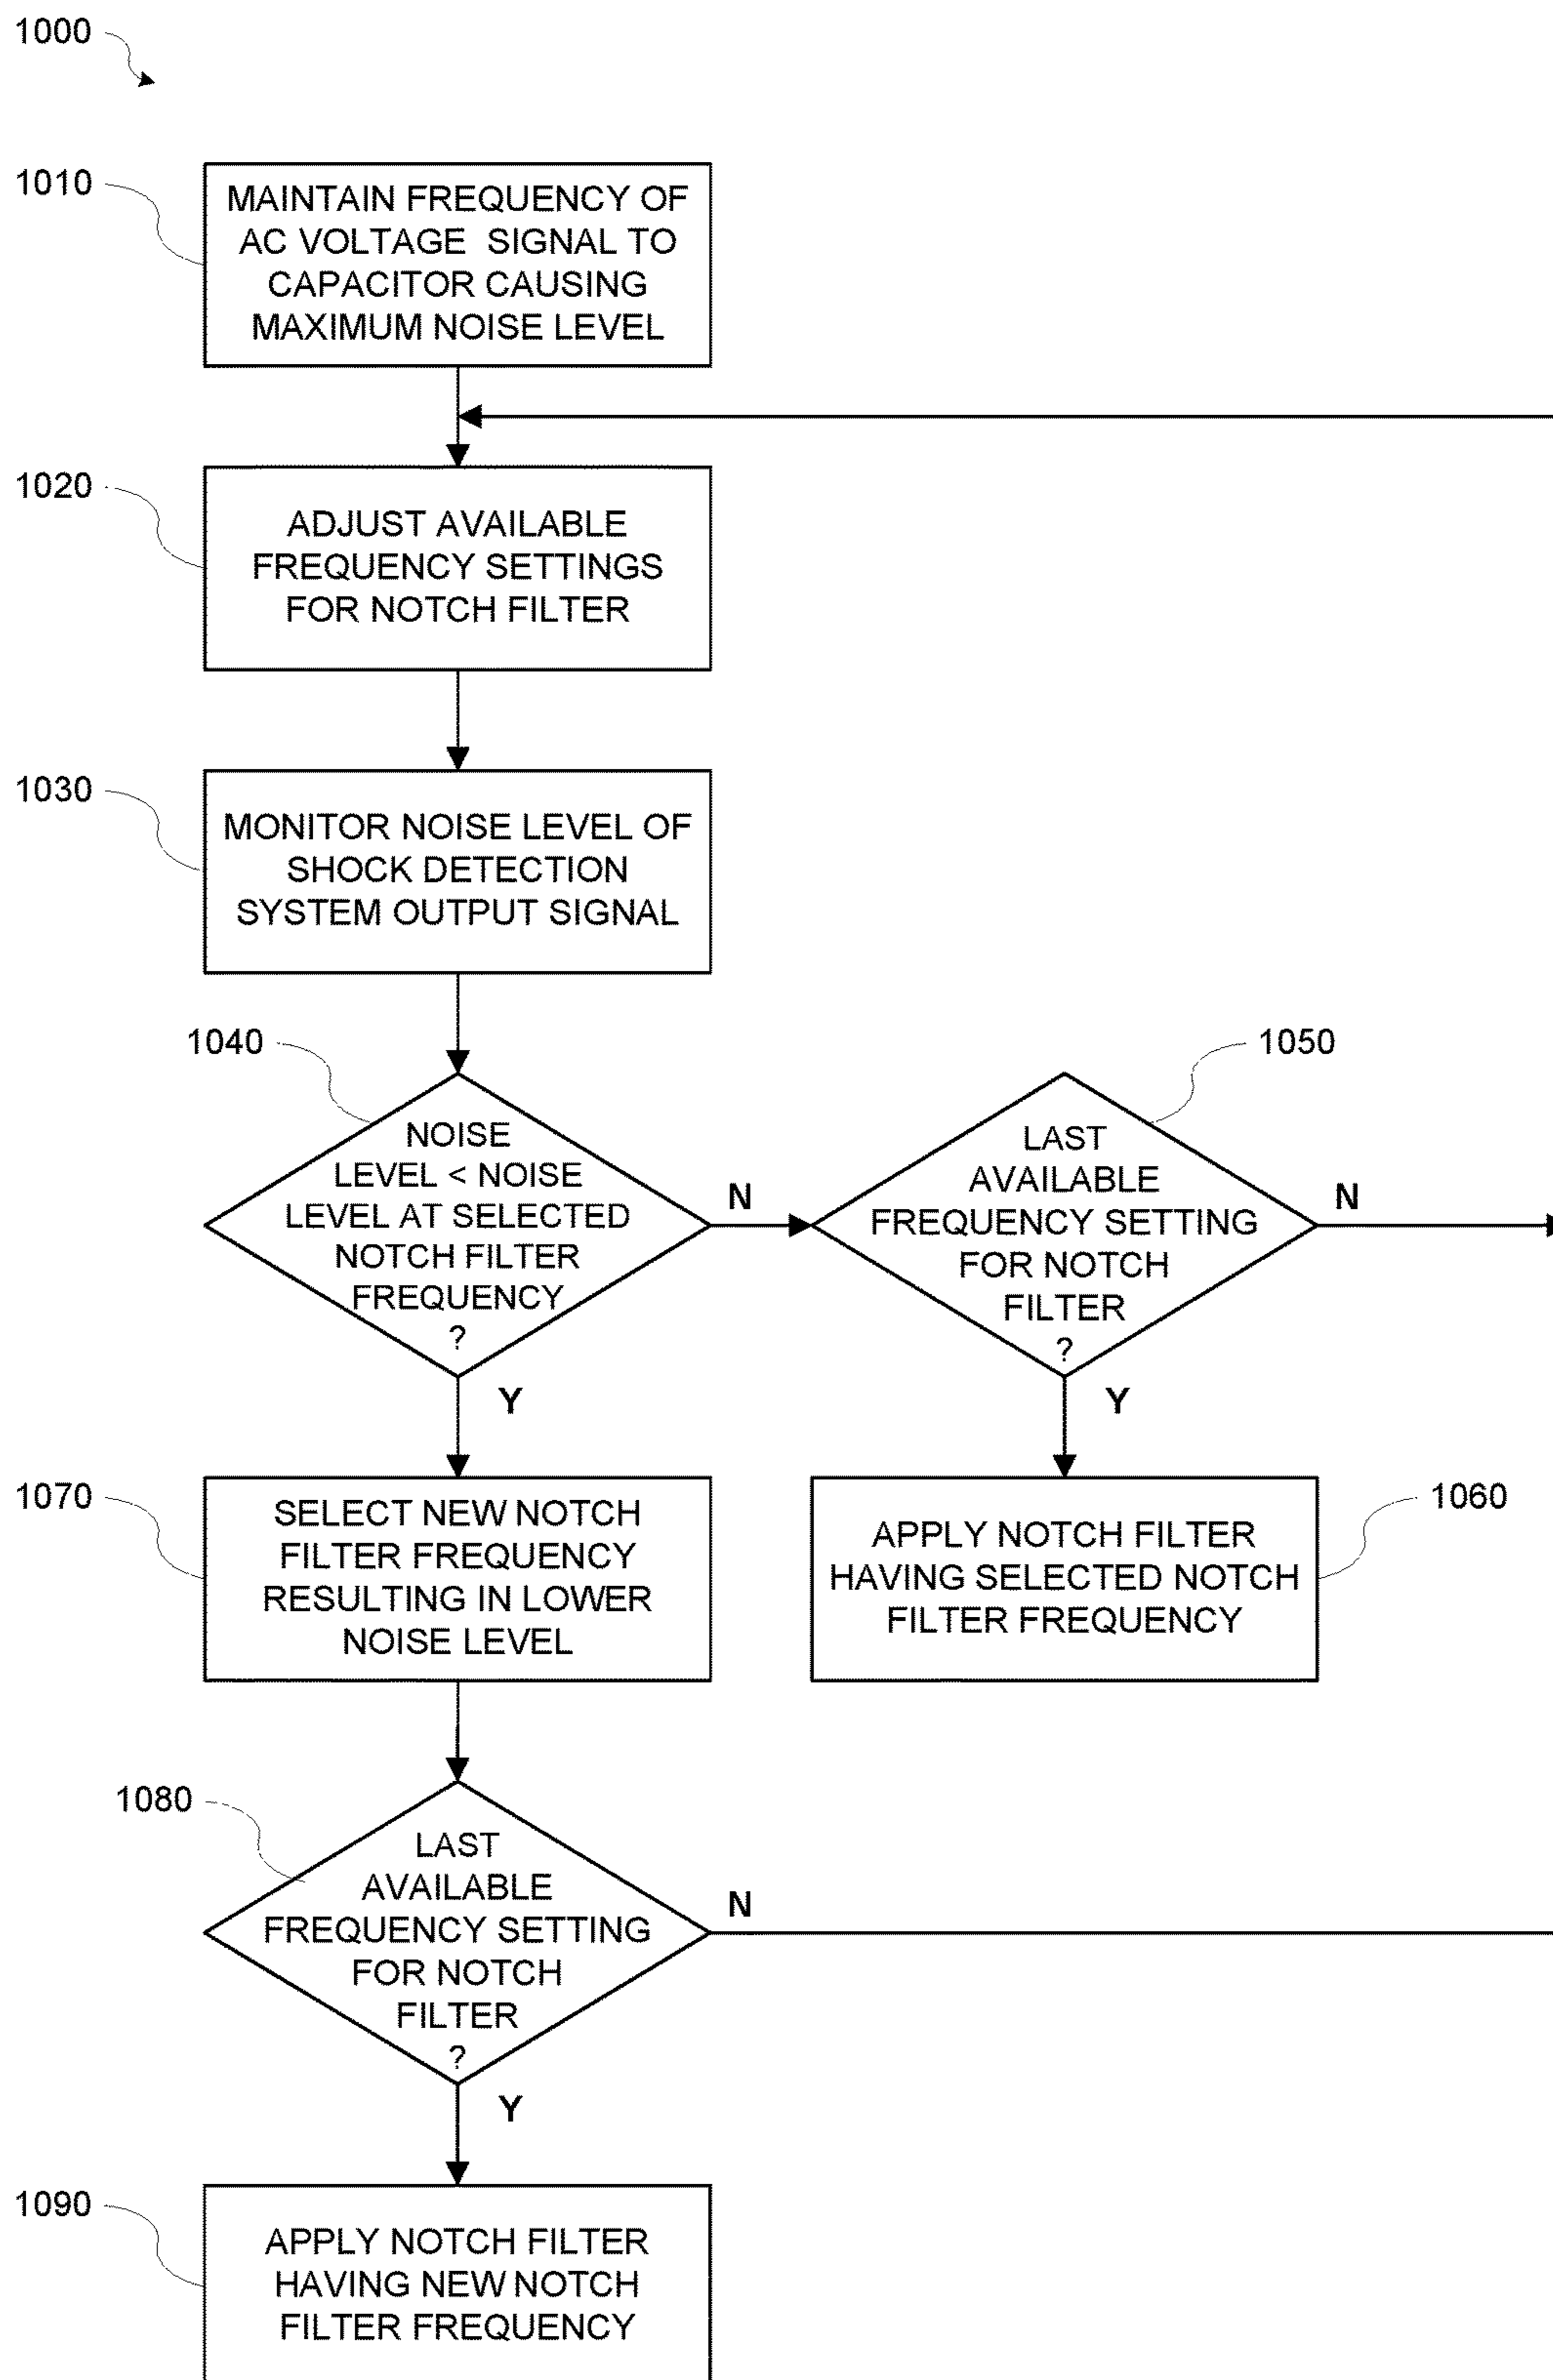 1000
1010
MAINTAIN FREQUENCY OF
AC VOLTAGE SIGNAL TO
CAPACITOR CAUSING
MAXIMUM NOISE LEVEL
1020
ADJUST AVAILABLE
FREQUENCY SETTINGS
FOR NOTCH FILTER
1030
MONITOR NOISE LEVEL OF
SHOCK DETECTION
SYSTEM OUTPUT SIGNAL
1040
NOISE
LEVEL < NOISE
LEVEL AT SELECTED
NOTCH FILTER
FREQUENCY
?
N
Y
1050
LAST
AVAILABLE
FREQUENCY SETTING
FOR NOTCH
FILTER
?
N
Y
1070
SELECT NEW NOTCH
FILTER FREQUENCY
RESULTING IN LOWER
NOISE LEVEL
1060
APPLY NOTCH FILTER
HAVING SELECTED NOTCH
FILTER FREQUENCY
1080
LAST
AVAILABLE
FREQUENCY SETTING
FOR NOTCH
FILTER
?
N
Y
1090
APPLY NOTCH FILTER
HAVING NEW NOTCH
FILTER FREQUENCY